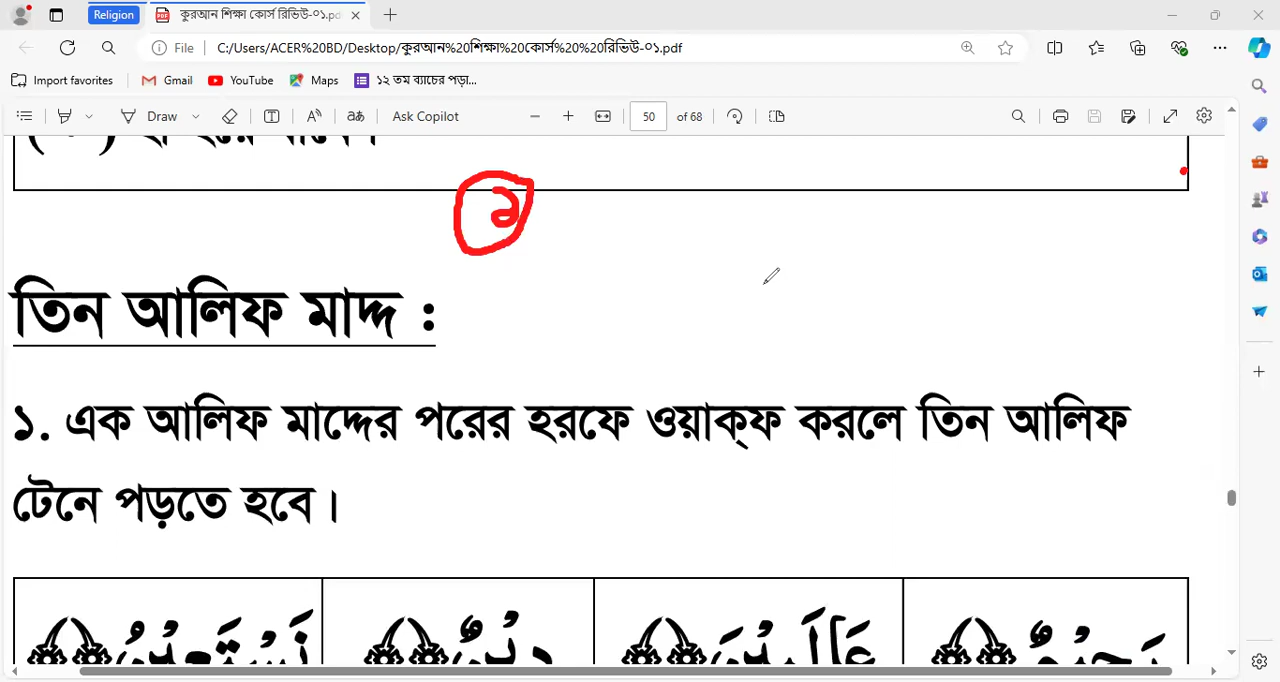 Religion
কুরআন শিক্ষা কোর্স রিভিউ-০১.pd
File
C:/Users/ACER%20BD/Desktop/কুরআন%20শিক্ষা%20কোর্স%20%20রিভিউ-০১.pdf
Import favorites
Gmail
YouTube
Maps
১২ তম ব্যাচের পড়া...
Draw
Ask Copilot
50
of 68
১
তিন আলিফ মাদ্দ :
১. এক আলিফ মাদ্দের পরের হরফে ওয়াক্ফ করলে তিন আলিফ
টেনে পড়তে হবে।